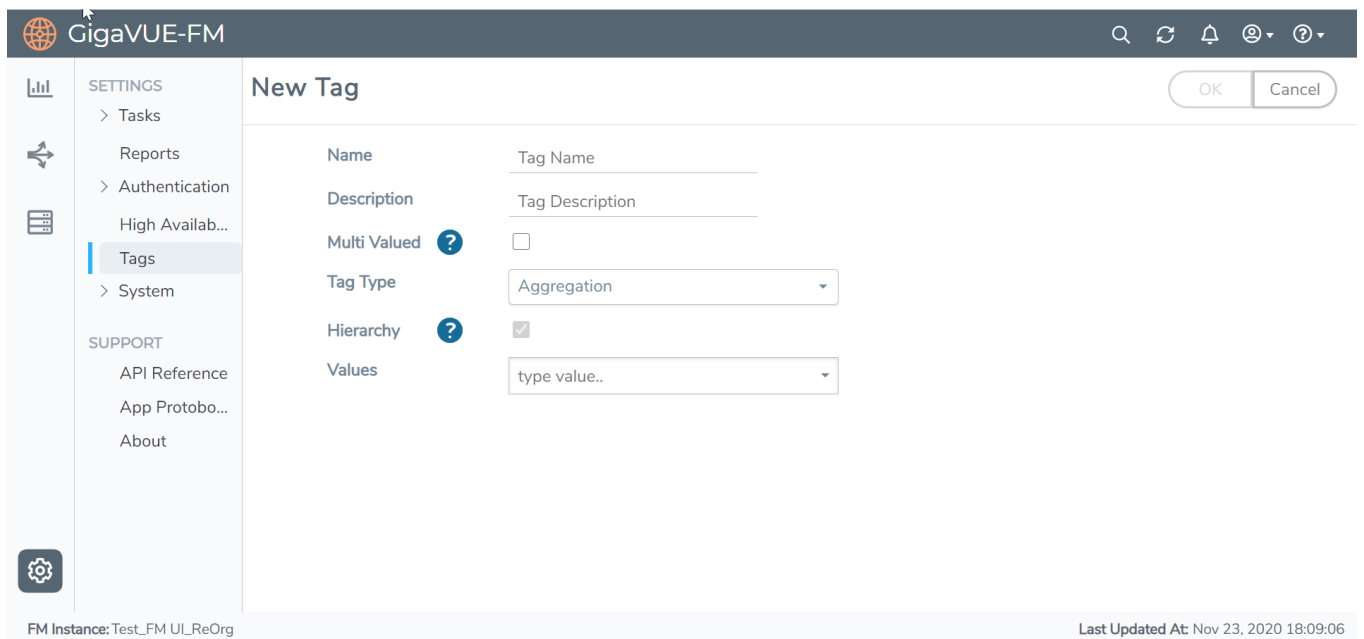 GigaVUE-FM
SETTINGS
Tasks
Reports
Authentication
High Availab...
Tags
System
SUPPORT
API Reference
App Protobo...
About
New Tag
OK
Cancel
Name
Tag Name
Description
Tag Description
Multi Valued ?
Tag Type
Aggregation
Hierarchy ?
Values
type value..
FM Instance: Test_FM UI_ReOrg
Last Updated At: Nov 23, 2020 18:09:06